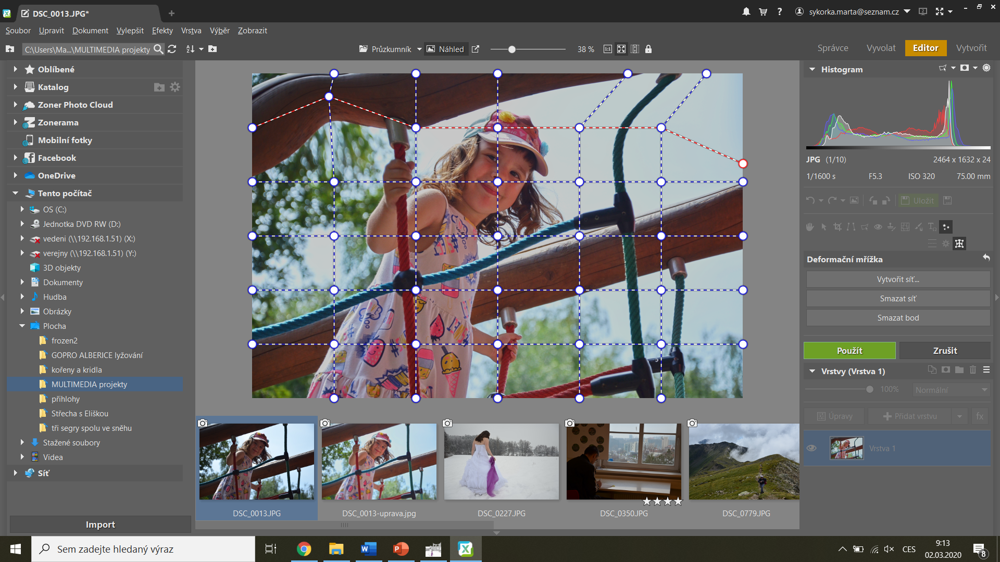 DSC_0013.JPG*
sykorka.marta@seznam.cz
Soubor Upravit Dokument Vylepšit Efekty Vrstva Výběr Zobrazit
C:\Users\Ma...\MULTIMEDIA projekty
Průzkumník Náhled 38 %
Správce Vyvolat Editor Vytvořit
Oblíbené
Katalog
Zoner Photo Cloud
Zonerama
Mobilní fotky
Facebook
OneDrive
Tento počítač
OS (C:)
Jednotka DVD RW (D:)
vedeni (\\192.168.1.51) (X:)
verejny (\\192.168.1.51) (Y:)
3D objekty
Dokumenty
Hudba
Obrázky
Plocha
frozen2
GOPRO ALBERICE lyžování
kořeny a kridla
MULTIMEDIA projekty
přihlohy
Střecha s Eliškou
tři segry spolu ve sněhu
Stažené soubory
Videa
Síť
Import
DSC_0013.JPG
DSC_0013-uprava.jpg
DSC_0227.JPG
DSC_0350.JPG
DSC_0779.JPG
Histogram
JPG (1/10) 2464 x 1632 x 24
1/1600 s F5.3 ISO 320 75.00 mm
Uložit
Deformační mřížka
Vytvořit síť...
Smazat síť
Smazat bod
Použít Zrušit
Vrstvy (Vrstva 1)
100% Normální
Úpravy Přidat vrstvu fx
Vrstva 1
Sem zadejte hledaný výraz
CES
9:13
02.03.2020
8